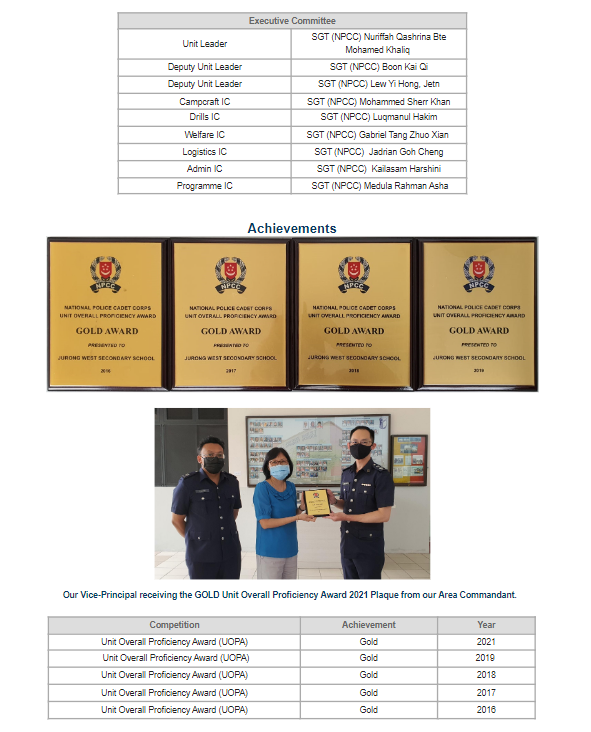 Executive Committee
Unit Leader SGT (NPCC) Nuriffah Qashrina Bte
Mohamed Khaliq
Deputy Unit Leader SGT (NPCC) Boon Kai Qi
Deputy Unit Leader SGT (NPCC) Lew Yi Hong, Jetn
Campcraft IC SGT (NPCC) Mohammed Sherr Khan
Drills IC SGT (NPCC) Luqmanul Hakim
Welfare IC SGT (NPCC) Gabriel Tang Zhuo Xian
Logistics IC SGT (NPCC) Jadrian Goh Cheng
Admin IC SGT (NPCC) Kailasam Harshini
Programme IC SGT (NPCC) Medula Rahman Asha
Achievements
NPCC
NATIONAL POLICE CADET CORPS
UNIT OVERALL PROFICIENCY AWARD
GOLD AWARD
PRESENTED TO
JURONG WEST SECONDARY SCHOOL
2016
NPCC
NATIONAL POLICE CADET CORPS
UNIT OVERALL PROFICIENCY AWARD
GOLD AWARD
PRESENTED TO
JURONG WEST SECONDARY SCHOOL
2017
NPCC
NATIONAL POLICE CADET CORPS
UNIT OVERALL PROFICIENCY AWARD
GOLD AWARD
PRESENTED TO
JURONG WEST SECONDARY SCHOOL
2018
NPCC
NATIONAL POLICE CADET CORPS
UNIT OVERALL PROFICIENCY AWARD
GOLD AWARD
PRESENTED TO
JURONG WEST SECONDARY SCHOOL
2019
Our Vice-Principal receiving the GOLD Unit Overall Proficiency Award 2021 Plaque from our Area Commandant.
Competition Achievement Year
Unit Overall Proficiency Award (UOPA) Gold 2021
Unit Overall Proficiency Award (UOPA) Gold 2019
Unit Overall Proficiency Award (UOPA) Gold 2018
Unit Overall Proficiency Award (UOPA) Gold 2017
Unit Overall Proficiency Award (UOPA) Gold 2016